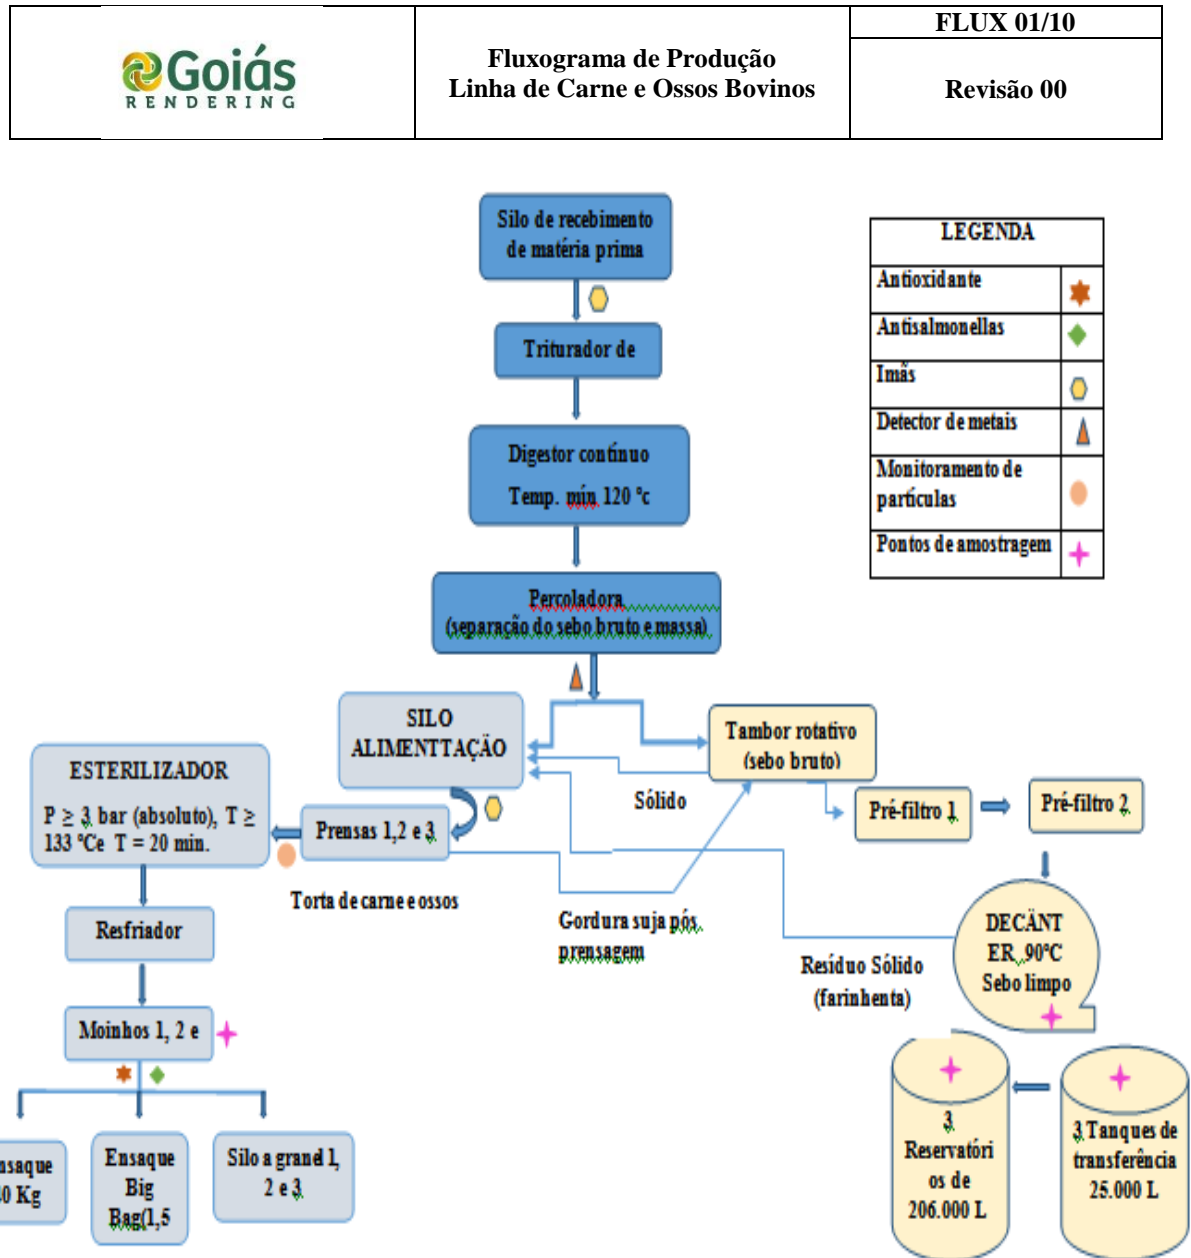 Goiás
RENDERING
Fluxograma de Produção
Linha de Carne e Ossos Bovinos
FLUX 01/10
Revisão 00
Silo de recebimento
de matéria prima
Triturador de
Digestor contínuo
Temp. mín 120 °c
Percoladora
(separação do sebo bruto e massa)
LEGENDA
Antioxidante
Antisalmonellas
Imãs
Detector de metais
Monitoramento de
partículas
Pontos de amostragem
SILO
ALIMENTTAÇÃO
Tambor rotativo
(sebo bruto)
ESTERILIZADOR
P ≥ 3 bar (absoluto), T ≥
133 °Ce T = 20 min.
Prensas 1,2 e 3
Sólido
Pré-filtro 1
Pré-filtro 2
Torta de carne e ossos
Gordura suja pós
prensagem
Resíduo Sólido
(farinhenta)
DECÂNT
ER 90°C
Sebo limpo
Resfriador
Moinhos 1, 2 e
nsaque
0 Kg
Ensaque
Big
Bag(1,5
Silo a granel 1,
2 e 3
3
Reservatóri
os de
206.000 L
3 Tanques de
transferência
25.000 L